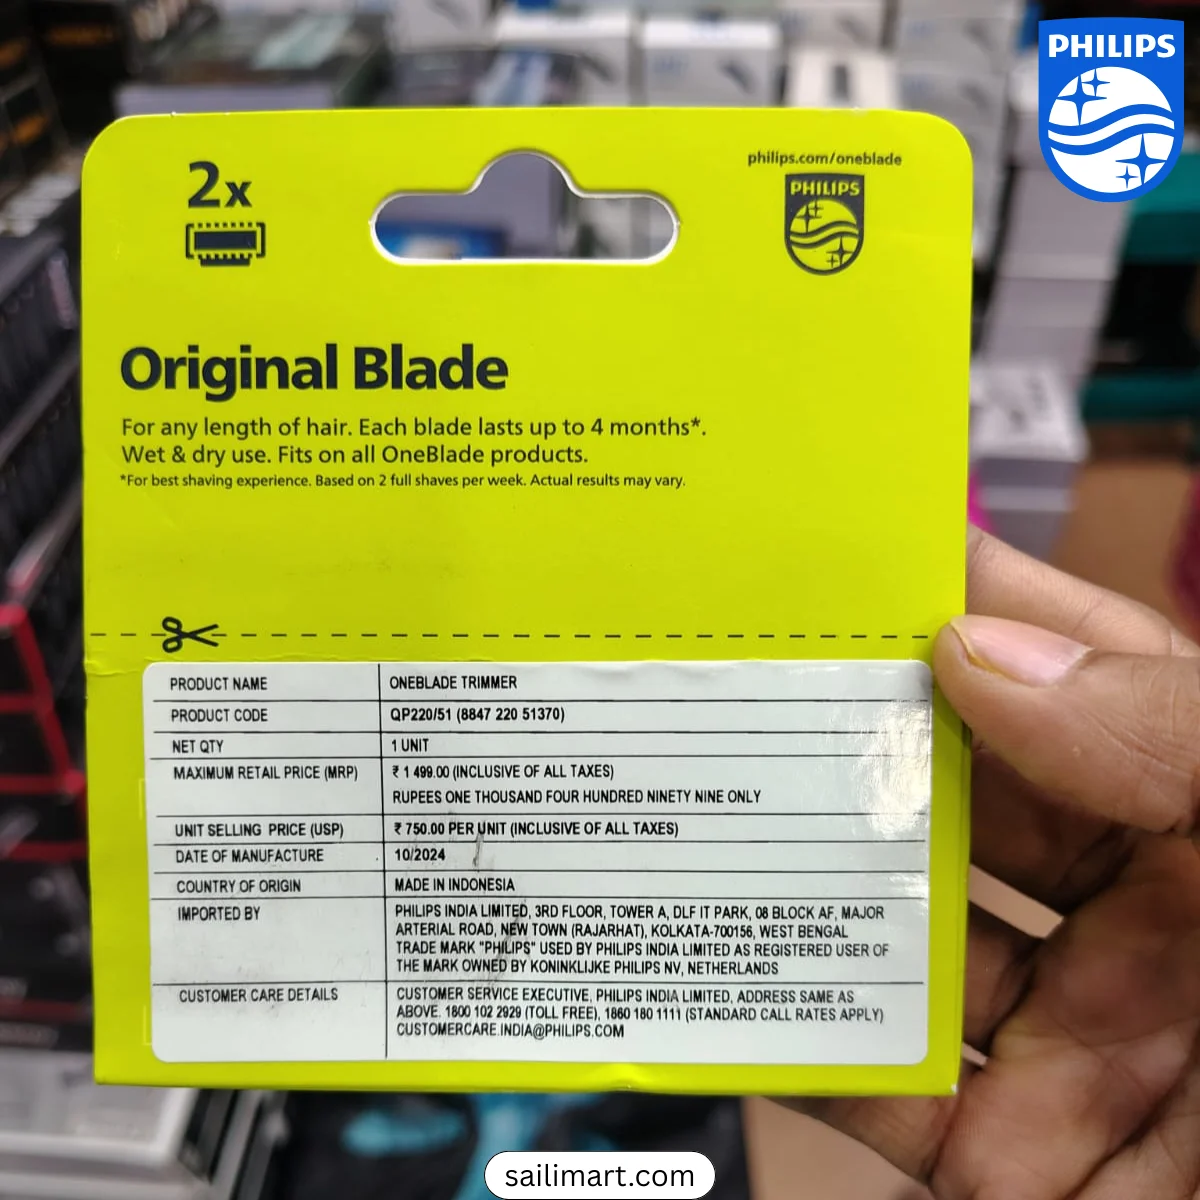 PHILIPS
2x
philips.com/oneblade
PHILIPS
Original Blade
For any length of hair. Each blade lasts up to 4 months*.
Wet & dry use. Fits on all OneBlade products.
*For best shaving experience. Based on 2 full shaves per week. Actual results may vary.
PRODUCT NAME ONEBLADE TRIMMER
PRODUCT CODE QP220/51 (8847 220 51370)
NET QTY 1 UNIT
MAXIMUM RETAIL PRICE (MRP) ₹ 1 499.00 (INCLUSIVE OF ALL TAXES)
RUPEES ONE THOUSAND FOUR HUNDRED NINETY NINE ONLY
UNIT SELLING PRICE (USP) ₹ 750.00 PER UNIT (INCLUSIVE OF ALL TAXES)
DATE OF MANUFACTURE 10/2024
COUNTRY OF ORIGIN MADE IN INDONESIA
IMPORTED BY PHILIPS INDIA LIMITED, 3RD FLOOR, TOWER A, DLF IT PARK, 08 BLOCK AF, MAJOR
ARTERIAL ROAD, NEW TOWN (RAJARHAT), KOLKATA-700156, WEST BENGAL
TRADE MARK "PHILIPS" USED BY PHILIPS INDIA LIMITED AS REGISTERED USER OF
THE MARK OWNED BY KONINKLIJKE PHILIPS NV, NETHERLANDS
CUSTOMER CARE DETAILS CUSTOMER SERVICE EXECUTIVE, PHILIPS INDIA LIMITED, ADDRESS SAME AS
ABOVE. 1800 102 2929 (TOLL FREE), 1860 180 1111 (STANDARD CALL RATES APPLY)
CUSTOMERCARE.INDIA@PHILIPS.COM
sailimart.com